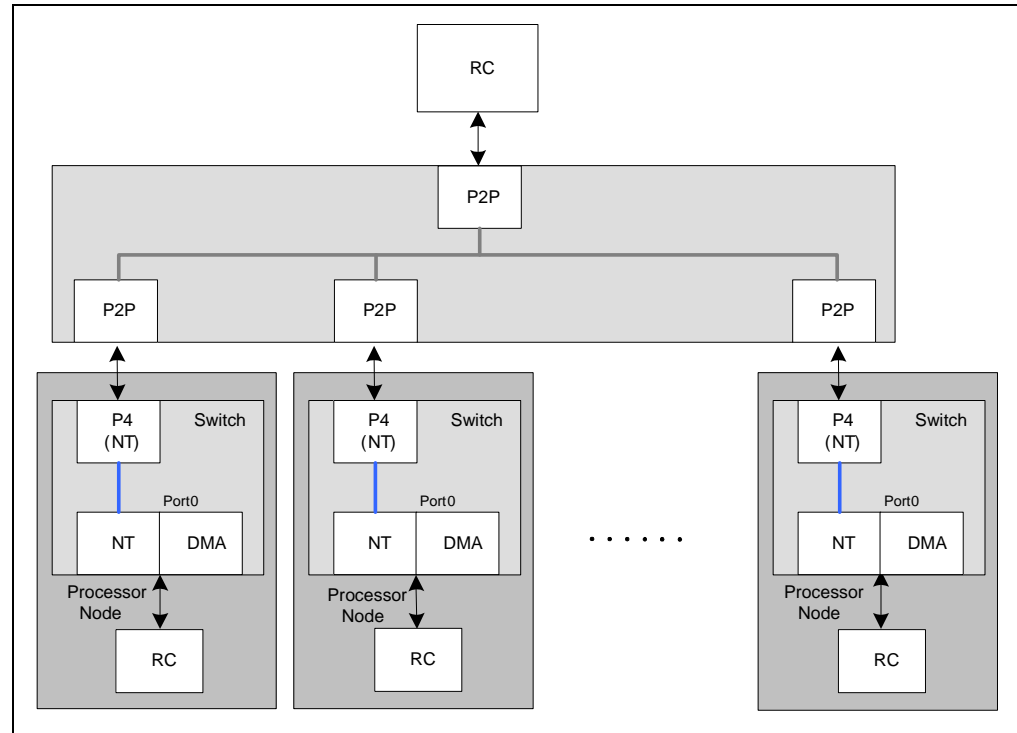 RC
P2P
P2P
P2P
P2P
P4
(NT)
Switch
Port0
NT
DMA
Processor
Node
RC
P4
(NT)
Switch
Port0
NT
DMA
Processor
Node
RC
. . . . . .
P4
(NT)
Switch
Port0
NT
DMA
Processor
Node
RC